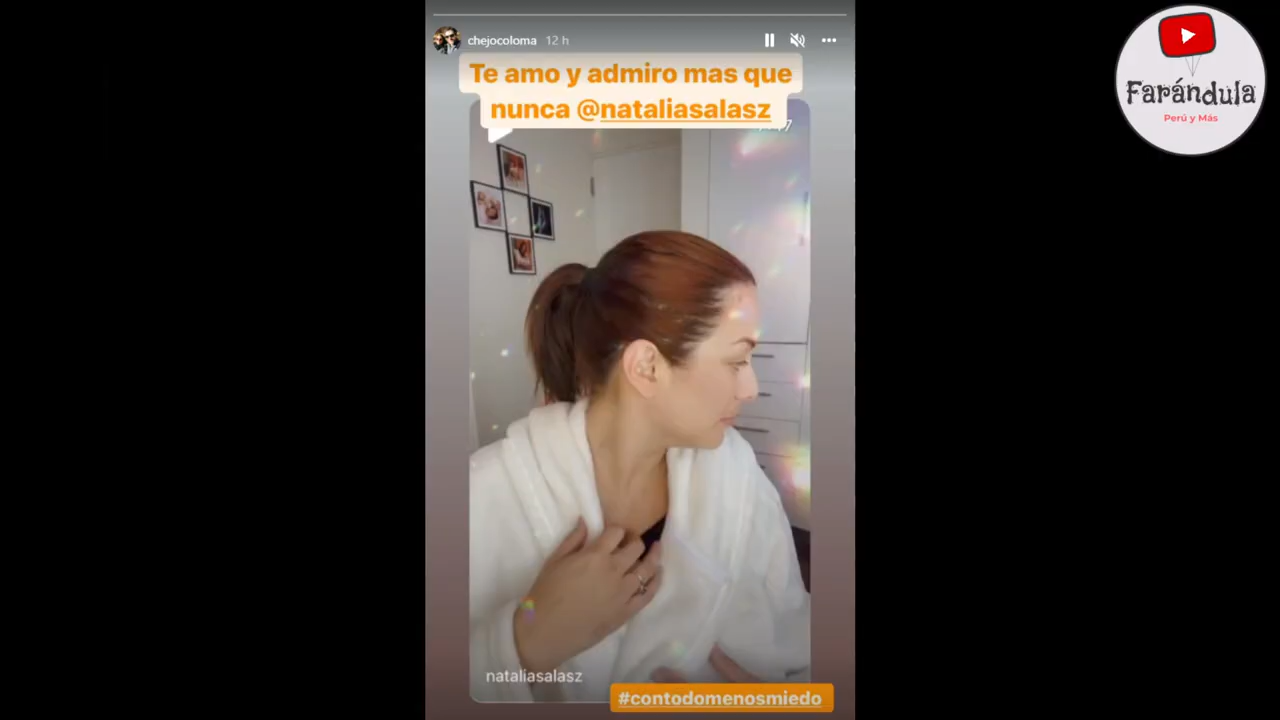 chejocoloma 12 h
Te amo y admiro mas que
nunca @nataliasalasz
Farándula
Perú y Más
nataliasalasz
#contodomenosmiedo